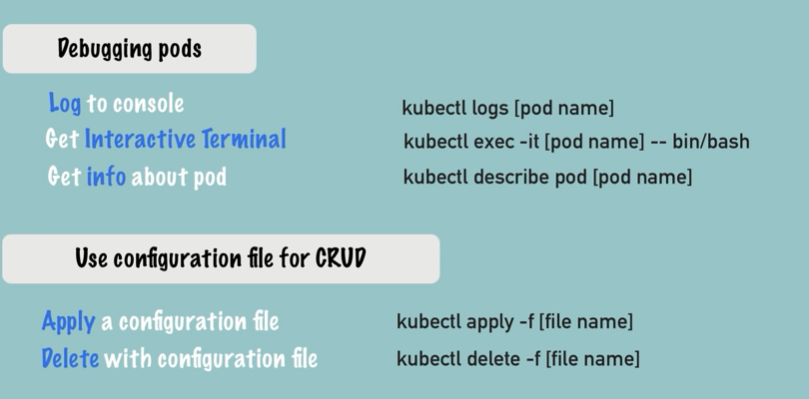 Debugging pods
Log to console kubectl logs [pod name]
Get Interactive Terminal kubectl exec -it [pod name] -- bin/bash
Get info about pod kubectl describe pod [pod name]
Use configuration file for CRUD
Apply a configuration file kubectl apply -f [file name]
Delete with configuration file kubectl delete -f [file name]